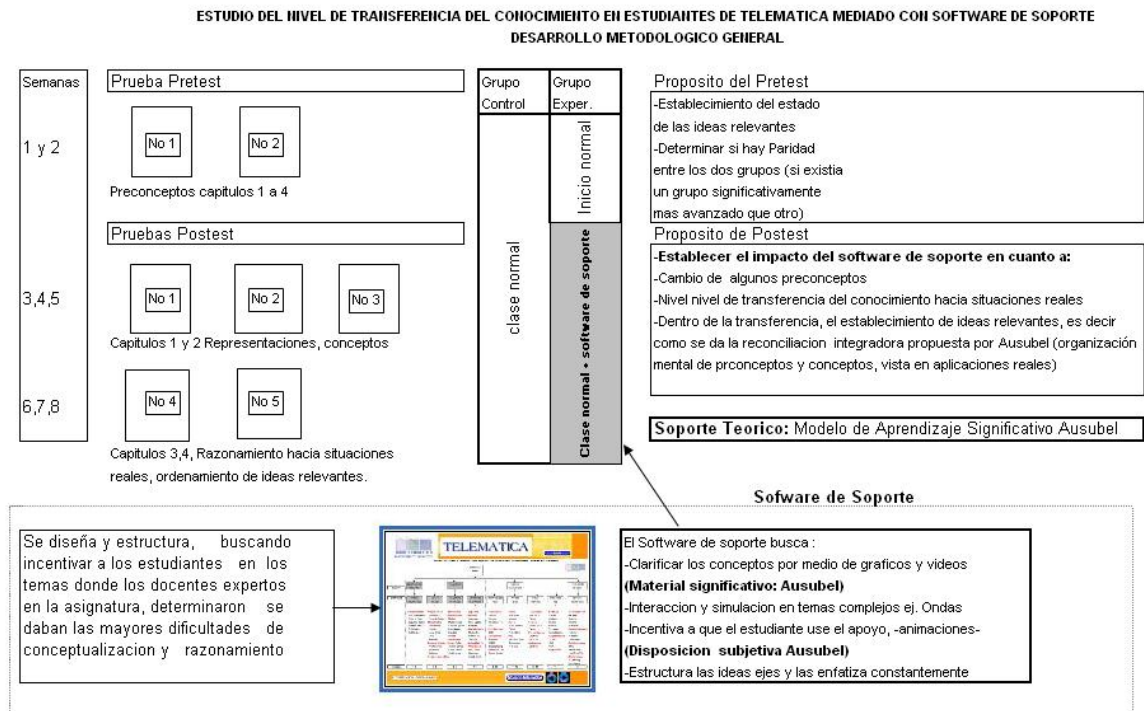 ESTUDIO DEL NIVEL DE TRANSFERENCIA DEL CONOCIMIENTO EN ESTUDIANTES DE TELEMATICA MEDIADO CON SOFTWARE DE SOPORTE
DESARROLLO METODOLOGICO GENERAL
Semanas
1 y 2
3,4,5
6,7,8
Prueba Pretest
No 1
No 2
Preconceptos capitulos 1 a 4
Pruebas Postest
No 1
No 2
No 3
Capitulos 1 y 2 Representaciones, conceptos
No 4
No 5
Capitulos 3,4, Razonamiento hacia situaciones
reales, ordenamiento de ideas relevantes.
Grupo
Control
Grupo
Exper.
clase normal
Inicio normal
Clase normal + software de soporte
Proposito del Pretest
-Establecimiento del estado
de las ideas relevantes
-Determinar si hay Paridad
entre los dos grupos (si existia
un grupo significativamente
mas avanzado que otro)
Proposito de Postest
-Establecer el impacto del software de soporte en cuanto a:
-Cambio de algunos preconceptos
-Nivel nivel de transferencia del conocimiento hacia situaciones reales
-Dentro de la transferencia, el establecimiento de ideas relevantes, es decir
como se da la reconciliacion integradora propuesta por Ausubel (organización
mental de prconceptos y conceptos, vista en aplicaciones reales)
Soporte Teorico: Modelo de Aprendizaje Significativo Ausubel
Sofware de Soporte
Se diseña y estructura, buscando
incentivar a los estudiantes en los
temas donde los docentes expertos
en la asignatura, determinaron se
daban las mayores dificultades de
conceptualizacion y razonamiento
TELEMATICA
El Software de soporte busca :
-Clarificar los conceptos por medio de graficos y videos
(Material significativo: Ausubel)
-Interaccion y simulacion en temas complejos ej. Ondas
-Incentiva a que el estudiante use el apoyo, -animaciones-
(Disposicion subjetiva Ausubel)
-Estructura las ideas ejes y las enfatiza constantemente